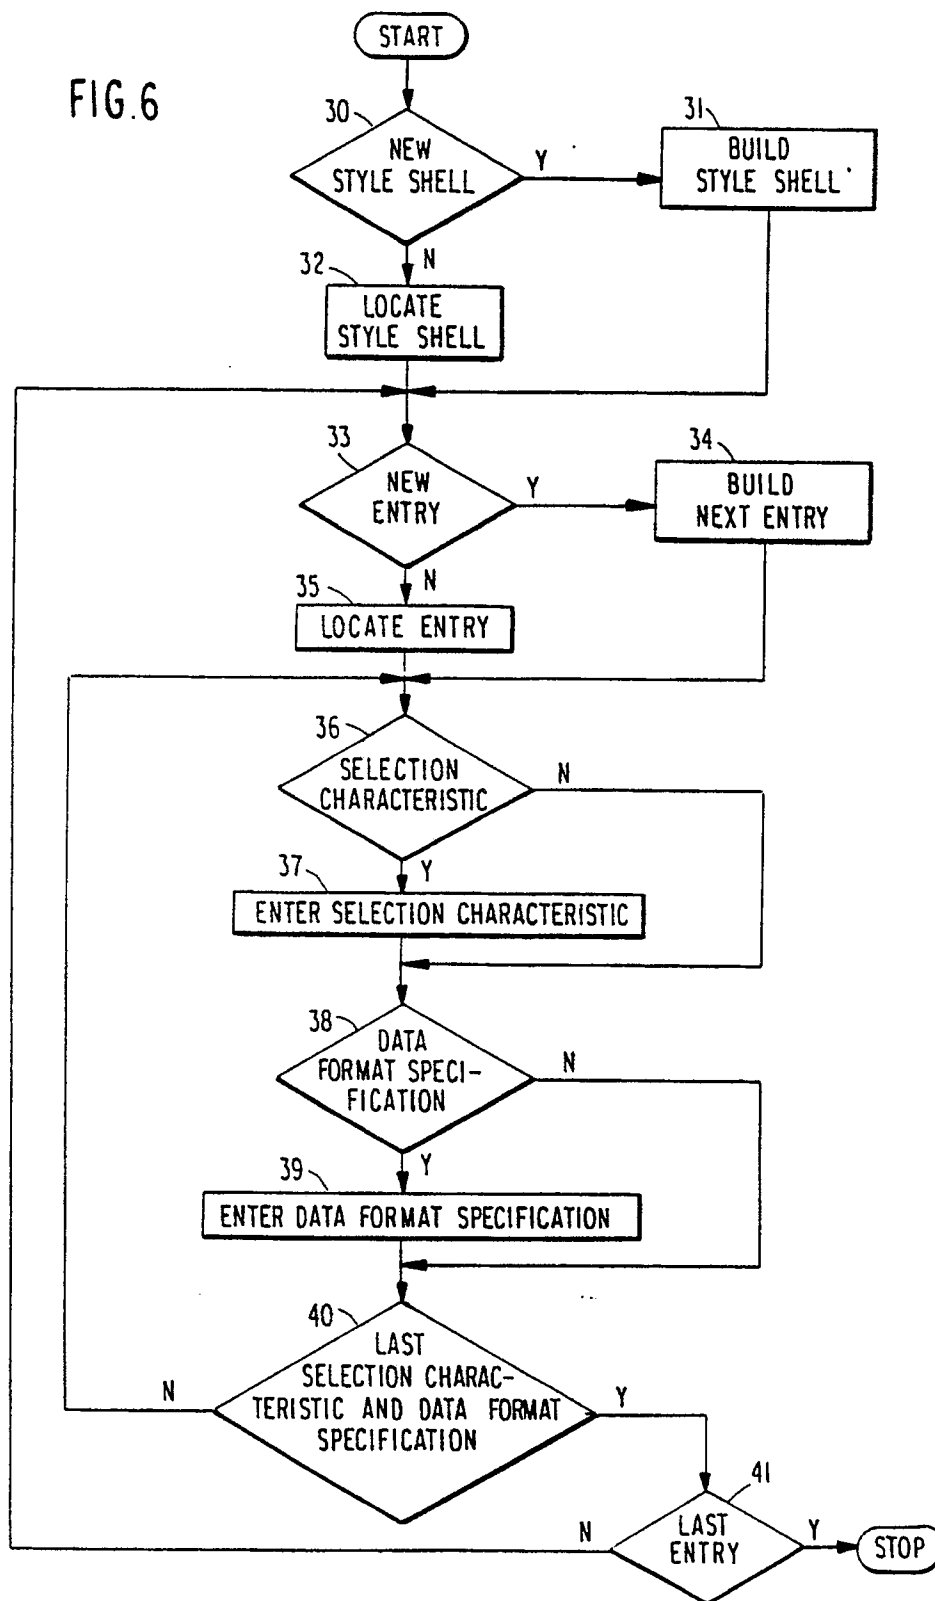 START
FIG.6
30
NEW
STYLE SHELL
Y
31
BUILD
STYLE SHELL
N
32
LOCATE
STYLE SHELL
33
NEW
ENTRY
Y
34
BUILD
NEXT ENTRY
N
35
LOCATE ENTRY
36
SELECTION
CHARACTERISTIC
N
Y
37
ENTER SELECTION CHARACTERISTIC
38
DATA
FORMAT SPECI-
FICATION
N
Y
39
ENTER DATA FORMAT SPECIFICATION
40
LAST
SELECTION CHARAC-
TERISTIC AND DATA FORMAT
SPECIFICATION
N
Y
41
LAST
ENTRY
N
Y
STOP